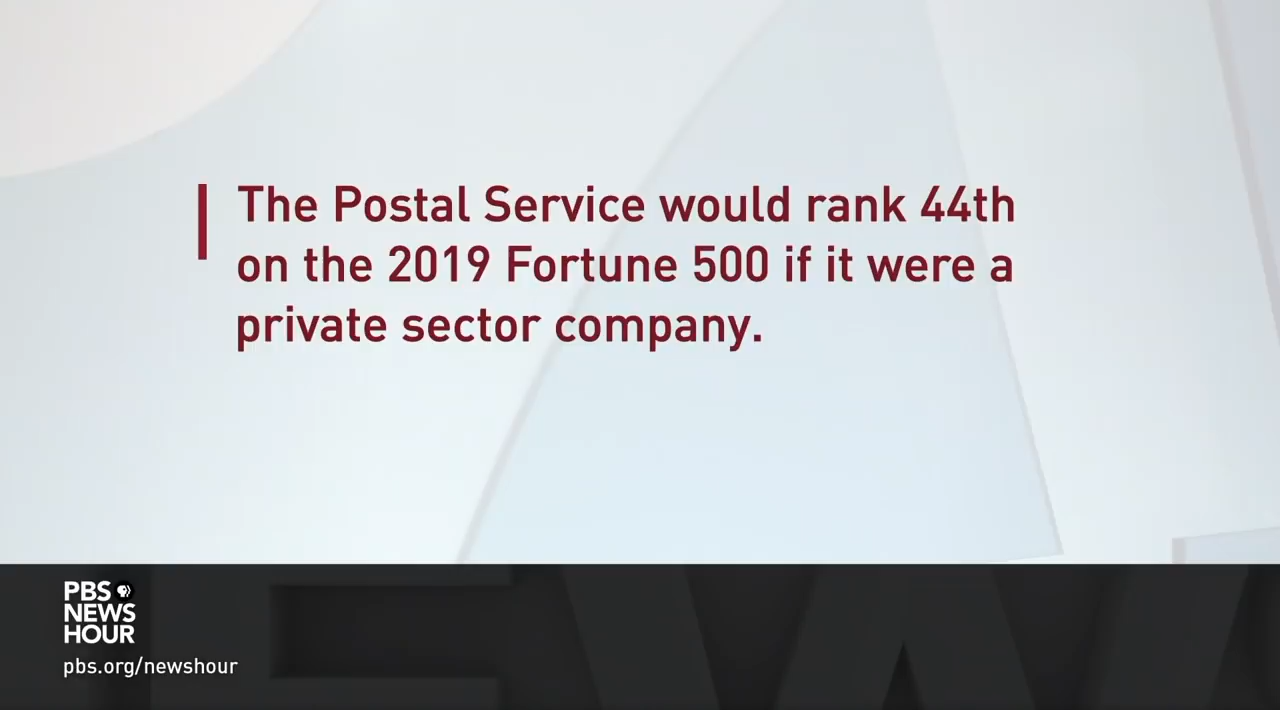 The Postal Service would rank 44th
on the 2019 Fortune 500 if it were a
private sector company.
PBS
NEWS
HOUR
pbs.org/newshour